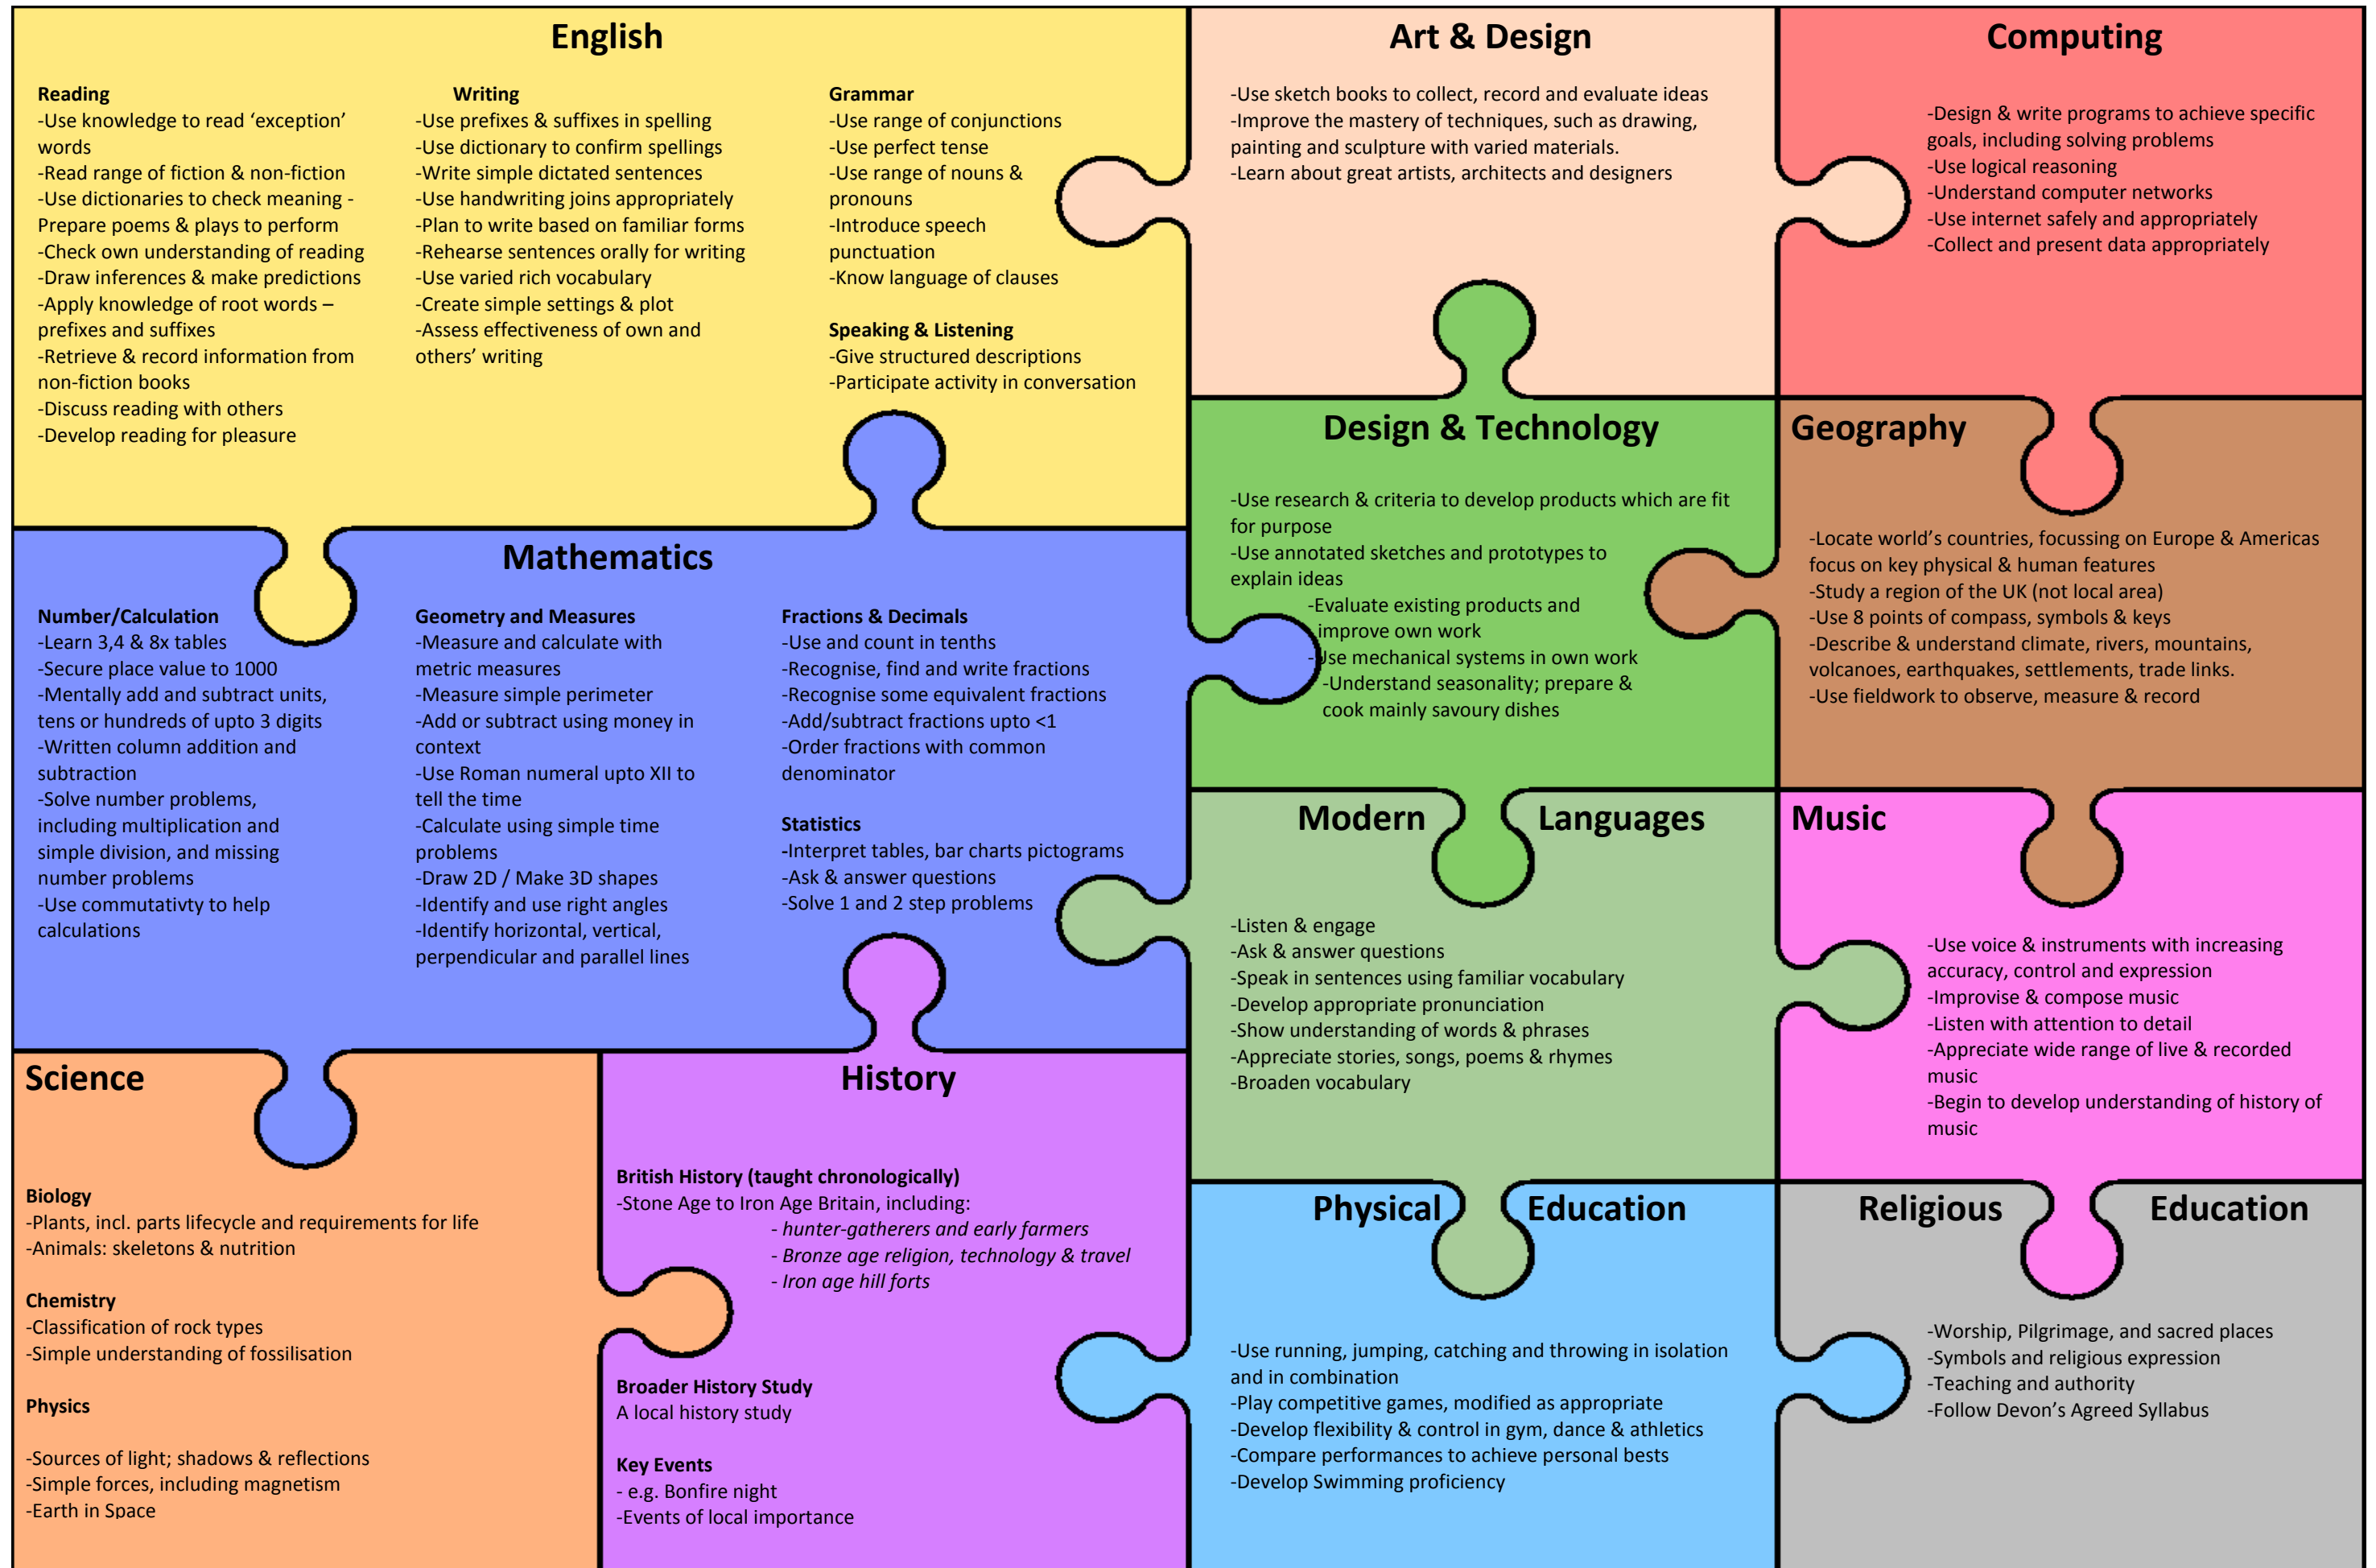 English
Reading
-Use knowledge to read ‘exception’
words
-Read range of fiction & non-fiction
-Use dictionaries to check meaning -
Prepare poems & plays to perform
-Check own understanding of reading
-Draw inferences & make predictions
-Apply knowledge of root words –
prefixes and suffixes
-Retrieve & record information from
non-fiction books
-Discuss reading with others
-Develop reading for pleasure
Writing
-Use prefixes & suffixes in spelling
-Use dictionary to confirm spellings
-Write simple dictated sentences
-Use handwriting joins appropriately
-Plan to write based on familiar forms
-Rehearse sentences orally for writing
-Use varied rich vocabulary
-Create simple settings & plot
-Assess effectiveness of own and
others’ writing
Grammar
-Use range of conjunctions
-Use perfect tense
-Use range of nouns &
pronouns
-Introduce speech
punctuation
-Know language of clauses
Speaking & Listening
-Give structured descriptions
-Participate activity in conversation
Art & Design
-Use sketch books to collect, record and evaluate ideas
-Improve the mastery of techniques, such as drawing,
painting and sculpture with varied materials.
-Learn about great artists, architects and designers
Computing
-Design & write programs to achieve specific
goals, including solving problems
-Use logical reasoning
-Understand computer networks
-Use internet safely and appropriately
-Collect and present data appropriately
Mathematics
Number/Calculation
-Learn 3,4 & 8x tables
-Secure place value to 1000
-Mentally add and subtract units,
tens or hundreds of upto 3 digits
-Written column addition and
subtraction
-Solve number problems,
including multiplication and
simple division, and missing
number problems
-Use commutativty to help
calculations
Geometry and Measures
-Measure and calculate with
metric measures
-Measure simple perimeter
-Add or subtract using money in
context
-Use Roman numeral upto XII to
tell the time
-Calculate using simple time
problems
-Draw 2D / Make 3D shapes
-Identify and use right angles
-Identify horizontal, vertical,
perpendicular and parallel lines
Fractions & Decimals
-Use and count in tenths
-Recognise, find and write fractions
-Recognise some equivalent fractions
-Add/subtract fractions upto <1
-Order fractions with common
denominator
Statistics
-Interpret tables, bar charts pictograms
-Ask & answer questions
-Solve 1 and 2 step problems
Design & Technology
-Use research & criteria to develop products which are fit
for purpose
-Use annotated sketches and prototypes to
explain ideas
-Evaluate existing products and
improve own work
-Use mechanical systems in own work
-Understand seasonality; prepare &
cook mainly savoury dishes
Geography
-Locate world’s countries, focussing on Europe & Americas
focus on key physical & human features
-Study a region of the UK (not local area)
-Use 8 points of compass, symbols & keys
-Describe & understand climate, rivers, mountains,
volcanoes, earthquakes, settlements, trade links.
-Use fieldwork to observe, measure & record
Modern Languages
-Listen & engage
-Ask & answer questions
-Speak in sentences using familiar vocabulary
-Develop appropriate pronunciation
-Show understanding of words & phrases
-Appreciate stories, songs, poems & rhymes
-Broaden vocabulary
Music
-Use voice & instruments with increasing
accuracy, control and expression
-Improvise & compose music
-Listen with attention to detail
-Appreciate wide range of live & recorded
music
-Begin to develop understanding of history of
music
Science
Biology
-Plants, incl. parts lifecycle and requirements for life
-Animals: skeletons & nutrition
Chemistry
-Classification of rock types
-Simple understanding of fossilisation
Physics
-Sources of light; shadows & reflections
-Simple forces, including magnetism
-Earth in Space
History
British History (taught chronologically)
-Stone Age to Iron Age Britain, including:
- hunter-gatherers and early farmers
- Bronze age religion, technology & travel
- Iron age hill forts
Broader History Study
A local history study
Key Events
- e.g. Bonfire night
-Events of local importance
Physical Education
-Use running, jumping, catching and throwing in isolation
and in combination
-Play competitive games, modified as appropriate
-Develop flexibility & control in gym, dance & athletics
-Compare performances to achieve personal bests
-Develop Swimming proficiency
Religious Education
-Worship, Pilgrimage, and sacred places
-Symbols and religious expression
-Teaching and authority
-Follow Devon’s Agreed Syllabus